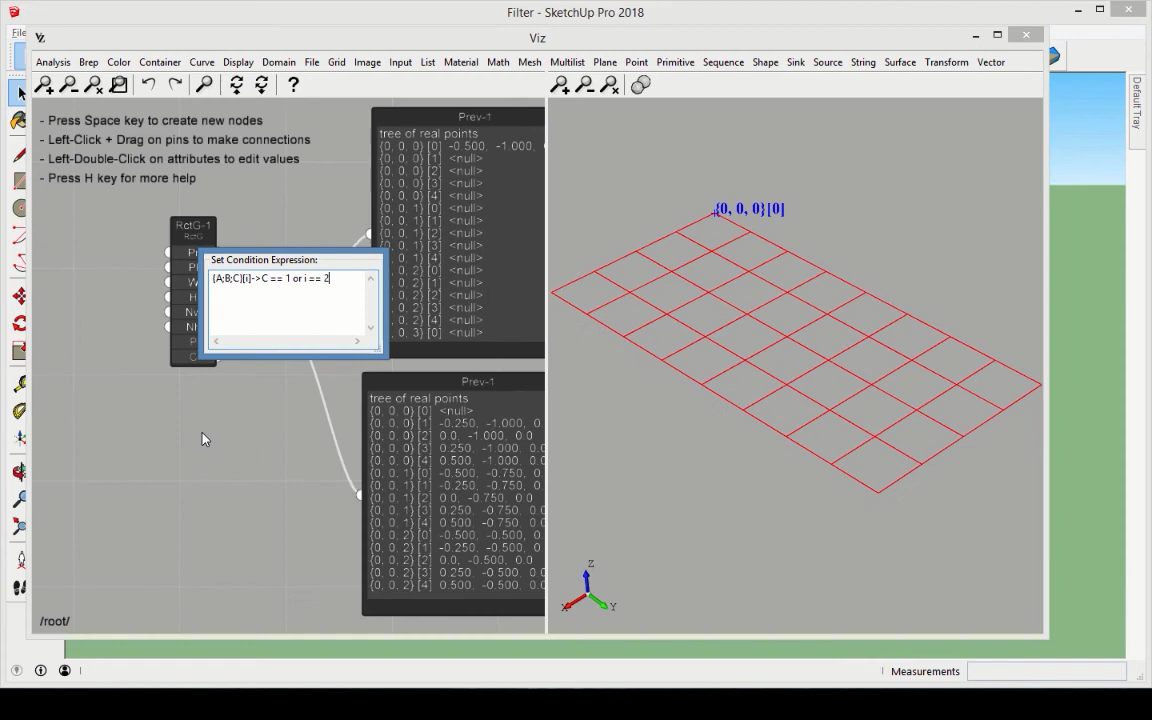 Filter - SketchUp Pro 2018
File
Viz
Analysis Brep Color Container Curve Display Domain File Grid Image Input List Material Math Mesh Multilist Plane Point Primitive Sequence Shape Sink Source String Surface Transform Vector
- Press Space key to create new nodes
- Left-Click + Drag on pins to make connections
- Left-Double-Click on attributes to edit values
- Press H key for more help
RctG-1
RctG
Set Condition Expression:
{A;B;C}[i]->C == 1 or i == 2
Prev-1
tree of real points
{0, 0, 0} [0] -0.500, -1.000,
{0, 0, 0} [1] <null>
{0, 0, 0} [2] <null>
{0, 0, 0} [3] <null>
{0, 0, 0} [4] <null>
{0, 0, 1} [0] <null>
{0, 0, 1} [1] <null>
{0, 0, 1} [2] <null>
, 0, 1} [3] <null>
0, 1} [4] <null>
0, 2} [0] <null>
0, 2} [1] <null>
0, 2} [2] <null>
0, 2} [3] <null>
0, 2} [4] <null>
, 0, 3} [0] <null>
Prev-1
tree of real points
{0, 0, 0} [0] <null>
{0, 0, 0} [1] -0.250, -1.000, 0
{0, 0, 0} [2] 0.0, -1.000, 0.0
{0, 0, 0} [3] 0.250, -1.000, 0.
{0, 0, 0} [4] 0.500, -1.000, 0.
{0, 0, 1} [0] -0.500, -0.750, 0
{0, 0, 1} [1] -0.250, -0.750, 0
{0, 0, 1} [2] 0.0, -0.750, 0.0
{0, 0, 1} [3] 0.250, -0.750, 0.
{0, 0, 1} [4] 0.500, -0.750, 0.
{0, 0, 2} [0] -0.500, -0.500, 0
{0, 0, 2} [1] -0.250, -0.500, 0
{0, 0, 2} [2] 0.0, -0.500, 0.0
{0, 0, 2} [3] 0.250, -0.500, 0.
{0, 0, 2} [4] 0.500, -0.500, 0.
{0, 0, 0}[0]
Z
X
Y
/root/
Default Tray
Measurements